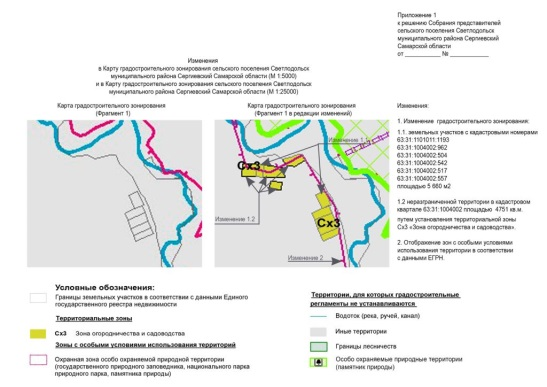 Приложение 1
к решению Собрания представителей
сельского поселения Светлодольск
муниципального района Сергиевский
Самарской области
от ____________ № ____________
Изменения
в Карту градостроительного зонирования сельского поселения Светлодольск
муниципального района Сергиевский Самарской области (М 1:5000)
и в Карту градостроительного зонирования сельского поселения Светлодольск
муниципального района Сергиевский Самарской области (М 1:25000)
Карта градостроительного зонирования
(Фрагмент 1)
Карта градостроительного зонирования
(Фрагмент 1 в редакции изменений)
Изменение 1.1
Сх3
Изменение 1.2
Сх3
Изменение 2
Изменения:
1. Изменение градостроительного зонирования:
1.1. земельных участков с кадастровыми номерами
63:31:1101011:1193
63:31:1004002:962
63:31:1004002:504
63:31:1004002:542
63:31:1004002:517
63:31:1004002:557
площадью 5 660 м2
1.2 неразграниченной территории в кадастровом
квартале 63:31:1004002 площадью 4751 кв.м.
путем установления территориальной зоны
Сх3 «Зона огородничества и садоводства».
2. Отображение зон с особыми условиями
использования территории в соответствии
с данными ЕГРН.
Условные обозначения:
Границы земельных участков в соответствии с данными Единого
государственного реестра недвижимости
Территориальные зоны
Сх3 Зона огородничества и садоводства
Зоны с особыми условиями использования территорий
Охранная зона особо охраняемой природной территории
(государственного природного заповедника, национального парка
природного парка, памятника природы)
Территории, для которых градостроительные
регламенты не устанавливаются
Водоток (река, ручей, канал)
Иные территории
Границы лесничеств
Особо охраняемые природные территории
(памятник природы)